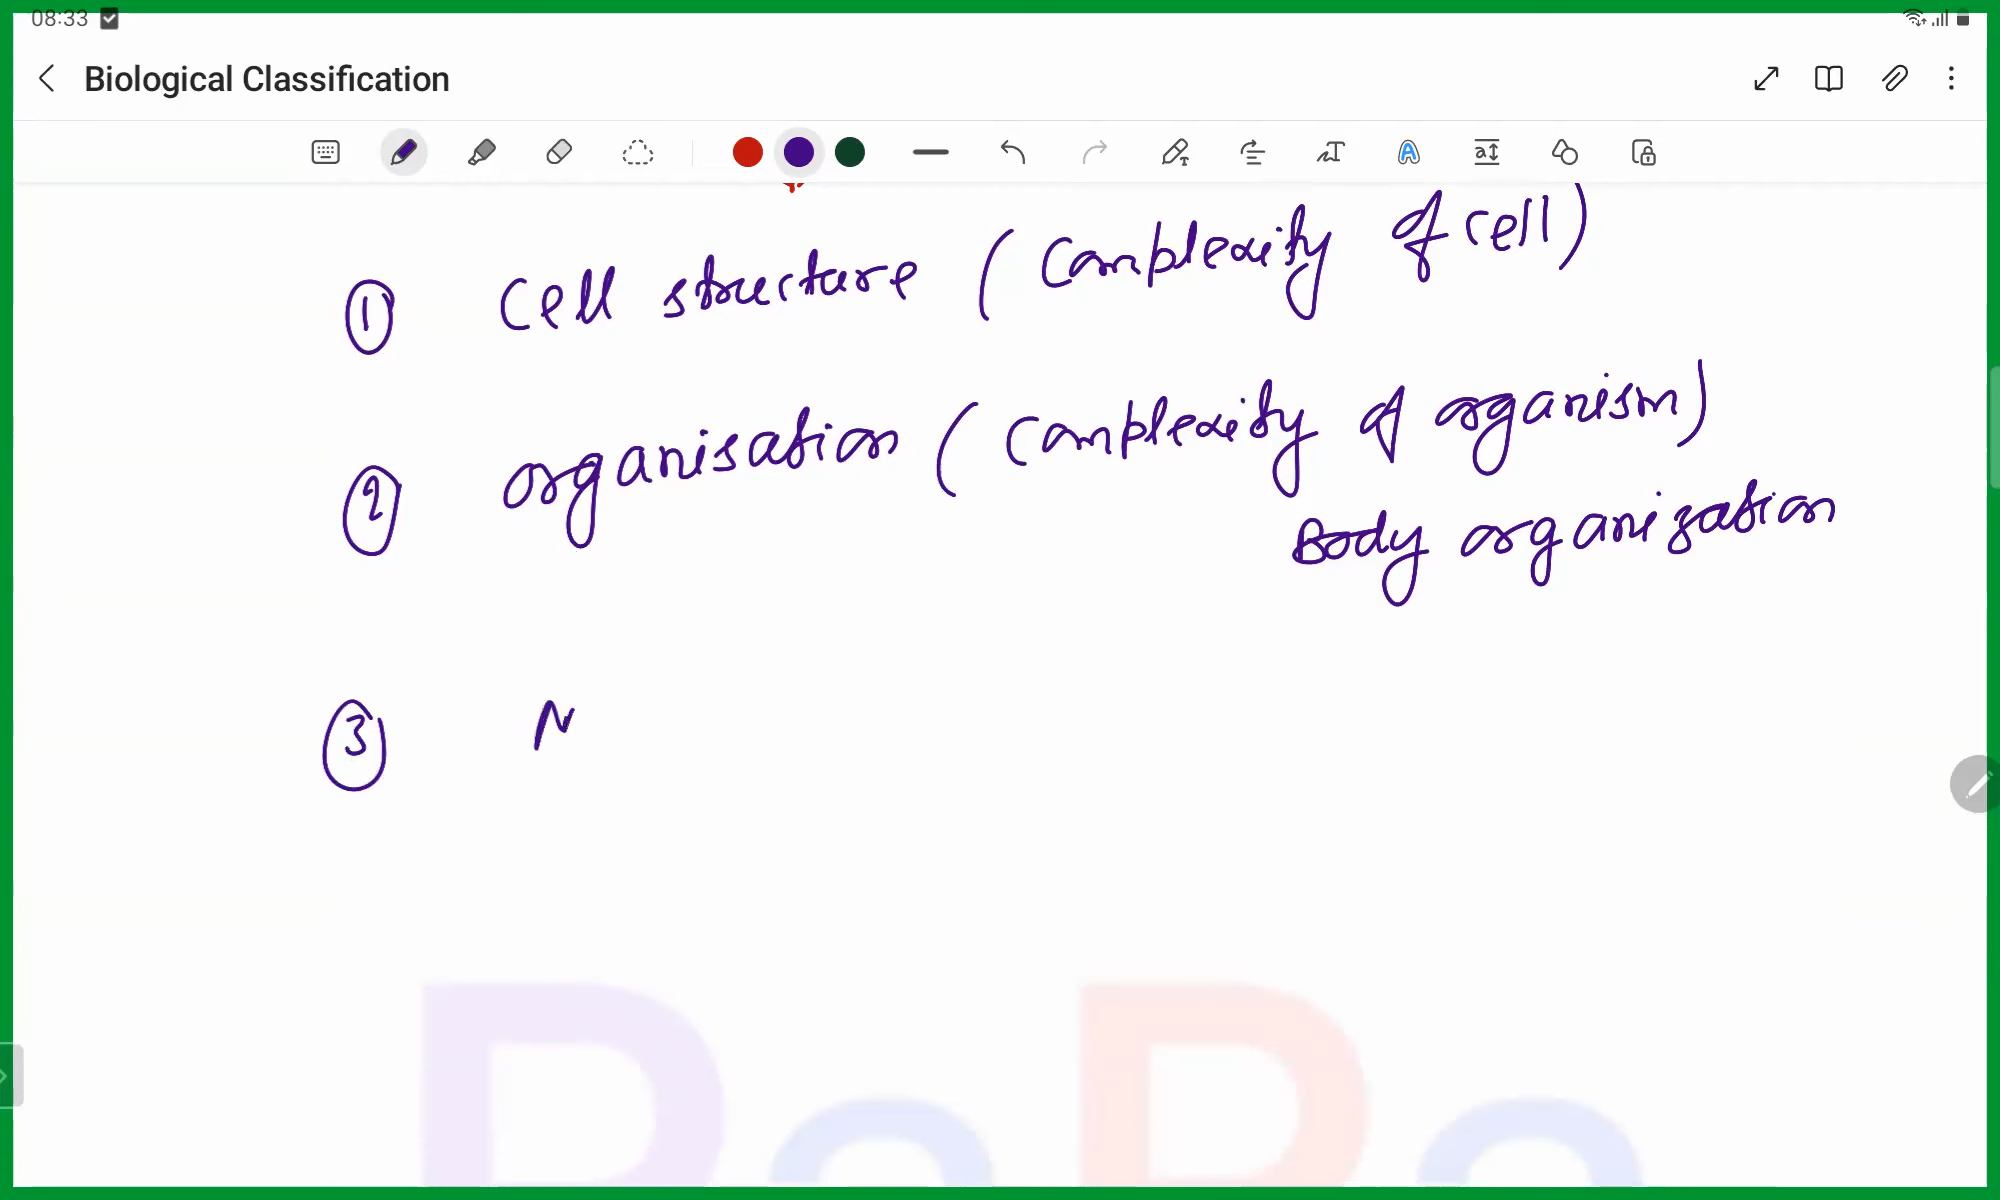 08:33
Biological Classification
① Cell structure (Complexity of cell)
② organisation (Complexity of organism)
Body organization
③ N